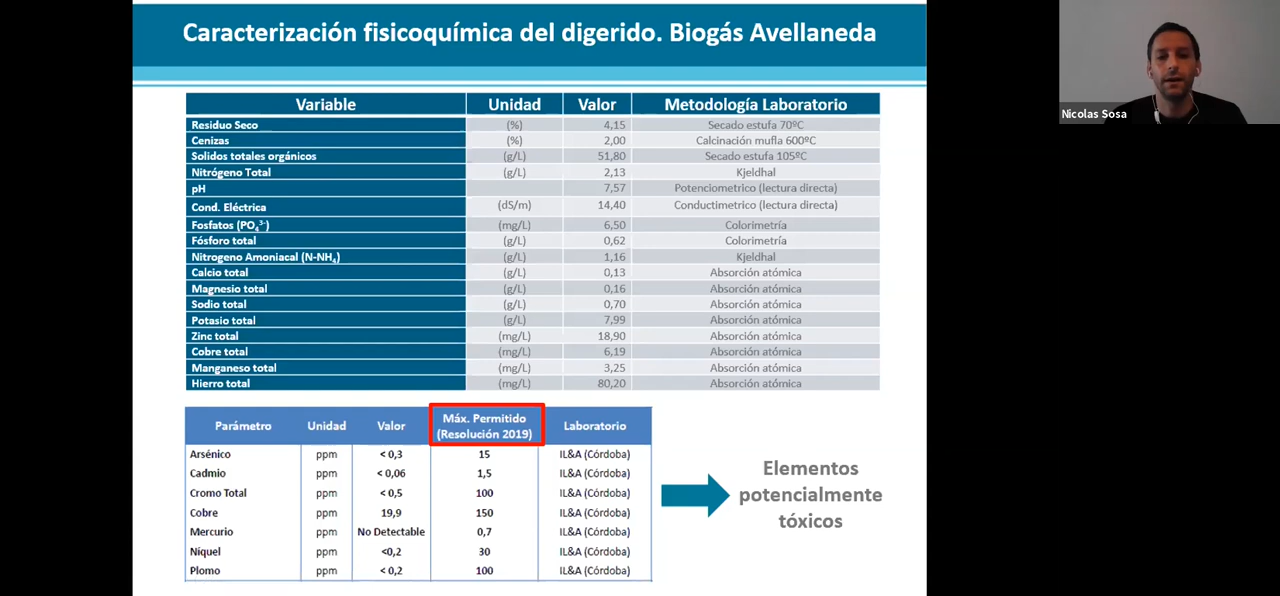 Caracterización fisicoquímica del digerido. Biogás Avellaneda
Nicolas Sosa
Variable Unidad Valor Metodología Laboratorio
Residuo Seco (%) 4,15 Secado estufa 70ºC
Cenizas (%) 2,00 Calcinación mufla 600ºC
Solidos totales orgánicos (g/L) 51,80 Secado estufa 105ºC
Nitrógeno Total (g/L) 2,13 Kjeldhal
pH 7,57 Potenciometrico (lectura directa)
Cond. Eléctrica (dS/m) 14,40 Conductimetrico (lectura directa)
Fosfatos (PO₄³⁻) (mg/L) 6,50 Colorimetría
Fósforo total (g/L) 0,62 Colorimetría
Nitrogeno Amoniacal (N-NH₄) (g/L) 1,16 Kjeldhal
Calcio total (g/L) 0,13 Absorción atómica
Magnesio total (g/L) 0,16 Absorción atómica
Sodio total (g/L) 0,70 Absorción atómica
Potasio total (g/L) 7,99 Absorción atómica
Zinc total (mg/L) 18,90 Absorción atómica
Cobre total (mg/L) 6,19 Absorción atómica
Manganeso total (mg/L) 3,25 Absorción atómica
Hierro total (mg/L) 80,20 Absorción atómica
Parámetro Unidad Valor Máx. Permitido (Resolución 2019) Laboratorio
Arsénico ppm < 0,3 15 IL&A (Córdoba)
Cadmio ppm < 0,06 1,5 IL&A (Córdoba)
Cromo Total ppm < 0,5 100 IL&A (Córdoba)
Cobre ppm 19,9 150 IL&A (Córdoba)
Mercurio ppm No Detectable 0,7 IL&A (Córdoba)
Níquel ppm <0,2 30 IL&A (Córdoba)
Plomo ppm < 0,2 100 IL&A (Córdoba)
Elementos
potencialmente
tóxicos